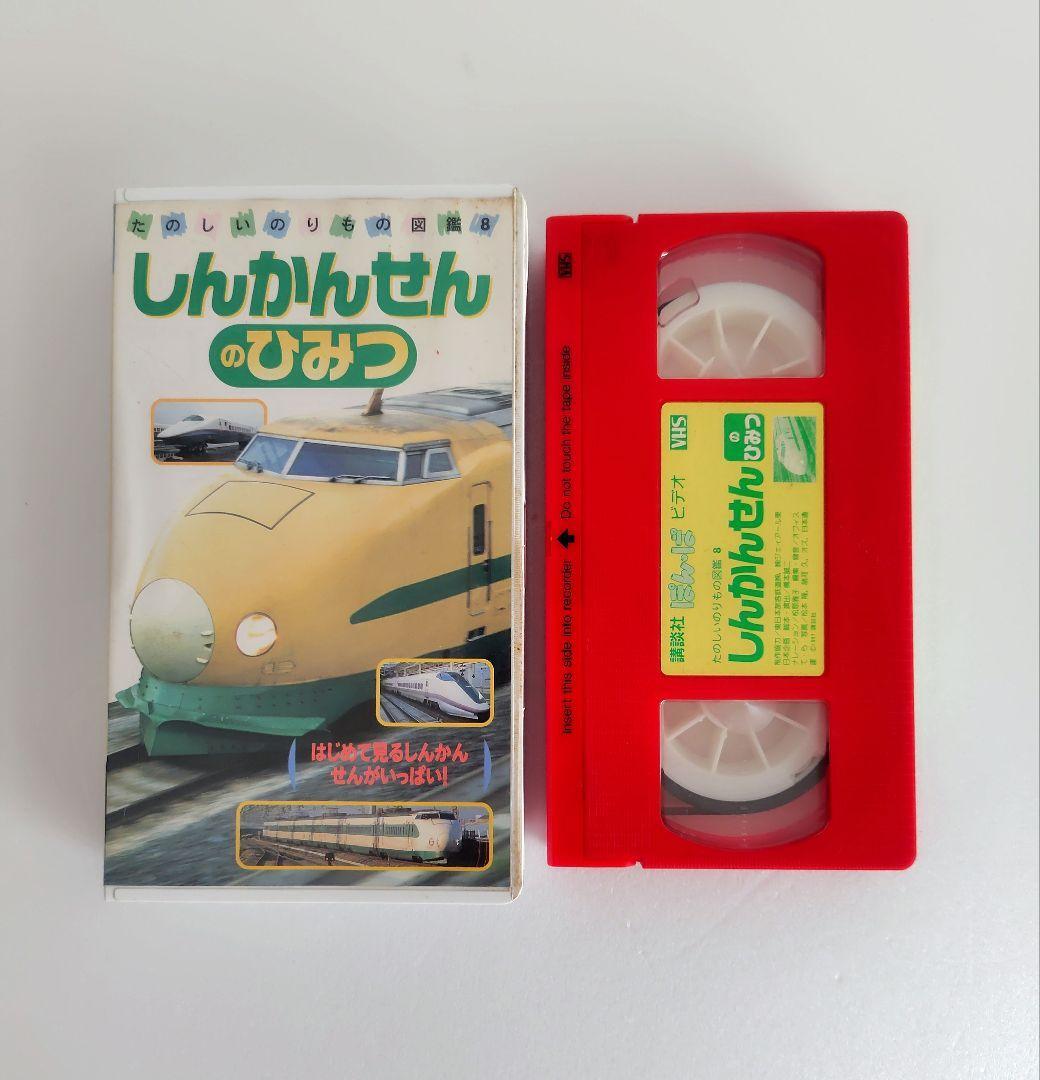 たのしいのりもの図鑑8
しんかんせん
のひみつ
はじめて見るしんかん
せんがいっぱい!
VHS
Insert this side into recorder ↑ Do not touch the tape inside
講談社 ぽんぽ ビデオ VHS
たのしいのりもの図鑑 8
しんかんせん
のひみつ
講談社